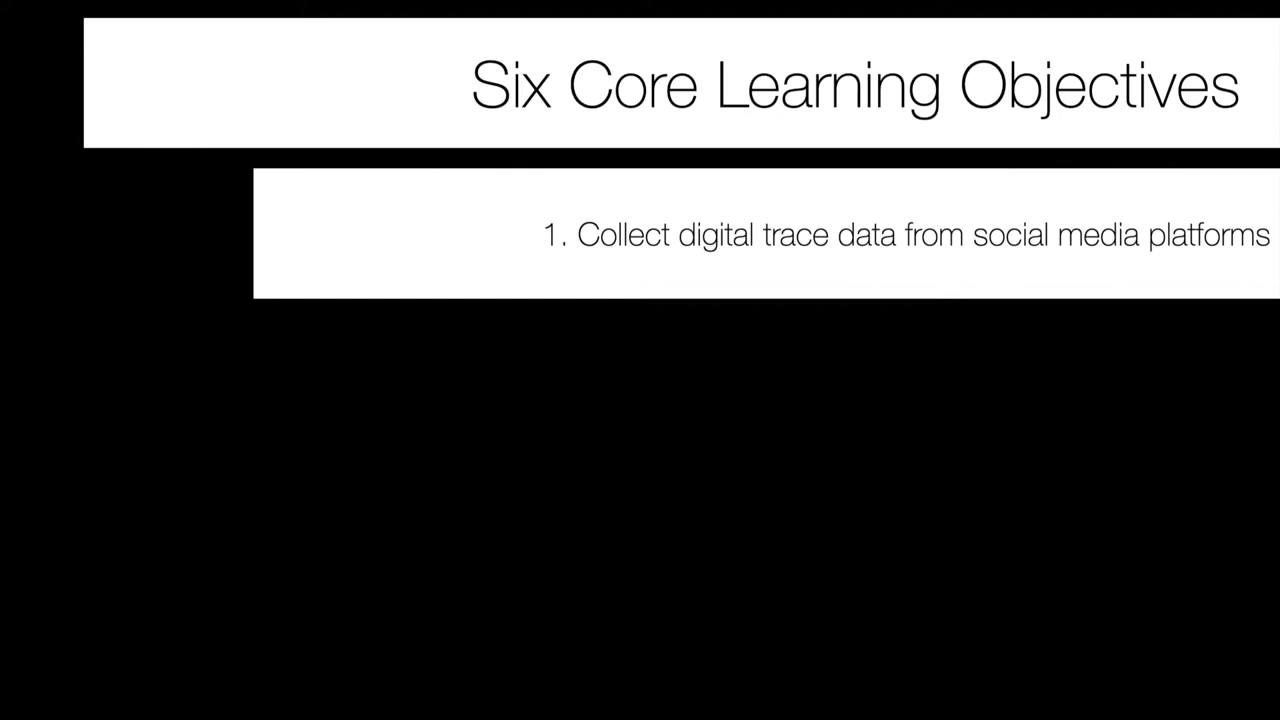 Six Core Learning Objectives
1. Collect digital trace data from social media platforms